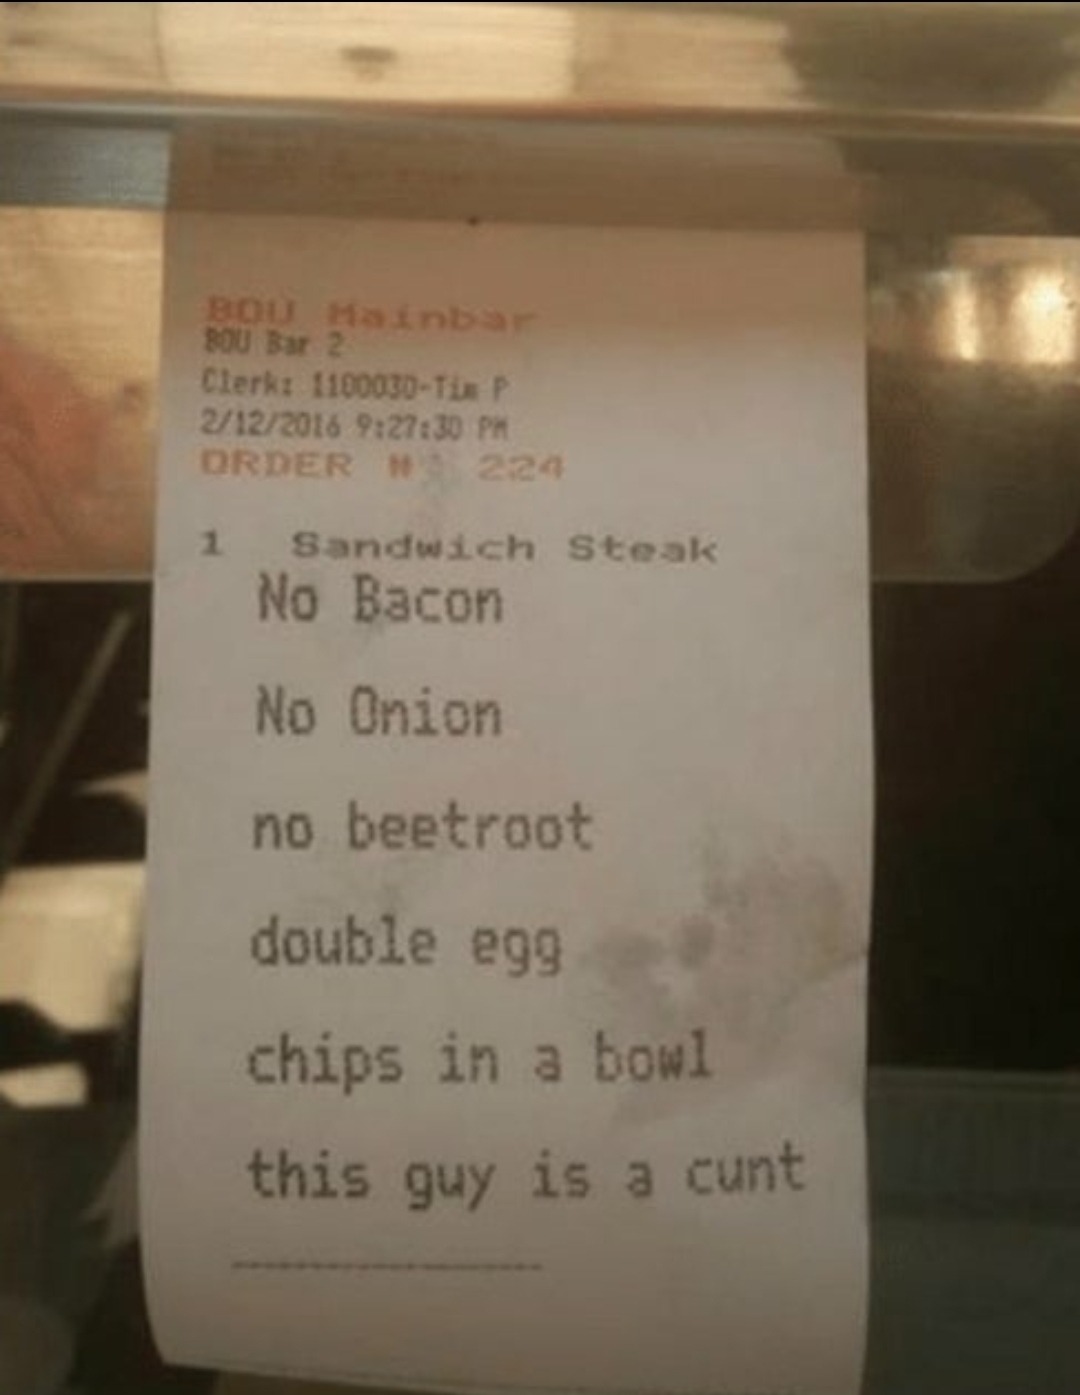 BOU Mainbar
BOU Bar 2
Clerk: 1100030-Tim P
2/12/2016 9:27:30 PM
ORDER # 224
1 Sandwich Steak
No Bacon
No Onion
no beetroot
double egg
chips in a bowl
this guy is a cunt